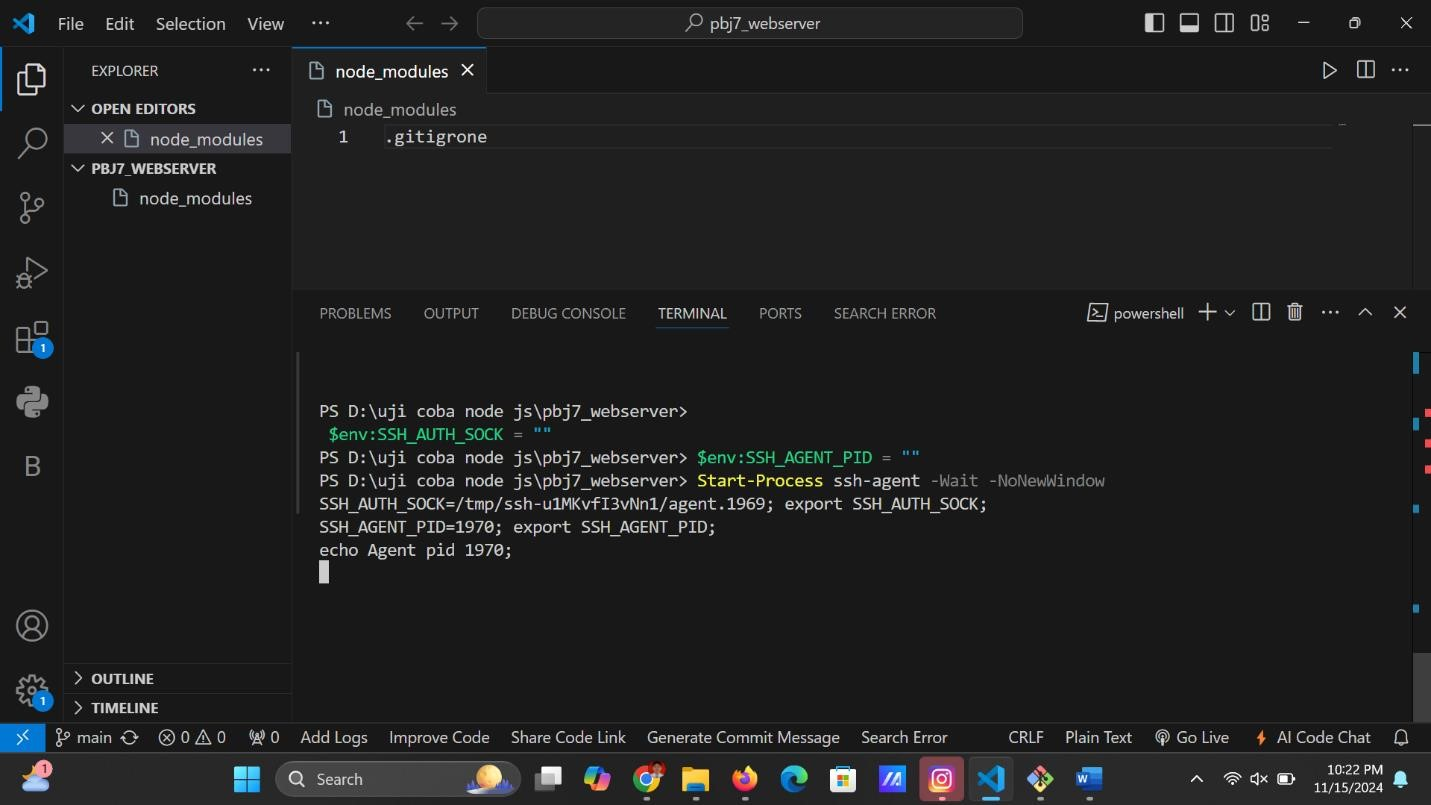 File Edit Selection View ··· pbj7_webserver
EXPLORER ···
OPEN EDITORS
node_modules
PBJ7_WEBSERVER
node_modules
OUTLINE
TIMELINE
1
B
1
node_modules
node_modules
1 .gitigrone
PROBLEMS OUTPUT DEBUG CONSOLE TERMINAL PORTS SEARCH ERROR powershell
PS D:\uji coba node js\pbj7_webserver>
$env:SSH_AUTH_SOCK = ""
PS D:\uji coba node js\pbj7_webserver> $env:SSH_AGENT_PID = ""
PS D:\uji coba node js\pbj7_webserver> Start-Process ssh-agent -Wait -NoNewWindow
SSH_AUTH_SOCK=/tmp/ssh-u1MKvfI3vNn1/agent.1969; export SSH_AUTH_SOCK;
SSH_AGENT_PID=1970; export SSH_AGENT_PID;
echo Agent pid 1970;
main 0 0 0 Add Logs Improve Code Share Code Link Generate Commit Message Search Error CRLF Plain Text Go Live AI Code Chat
1 Search 10:22 PM
11/15/2024